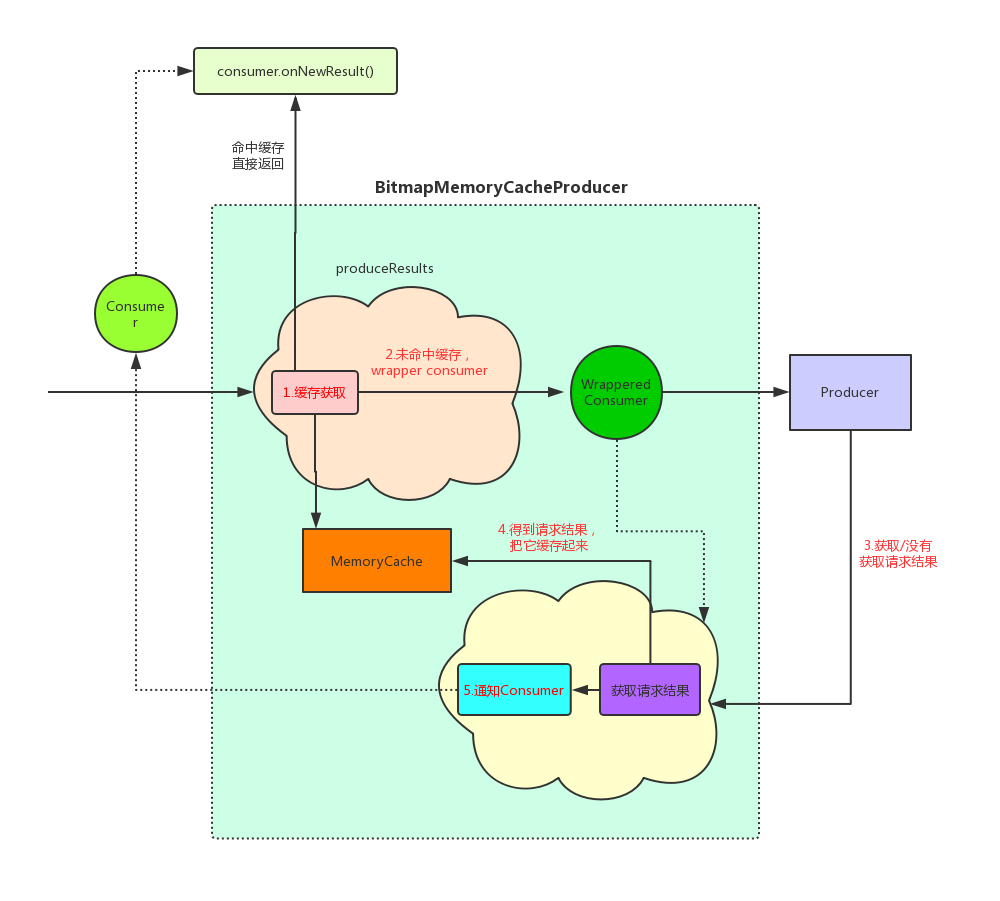 consumer.onNewResult()
命中缓存
直接返回
BitmapMemoryCacheProducer
produceResults
Consume
r
2.未命中缓存，
wrapper consumer
1.缓存获取
Wrappered
Consumer
Producer
4.得到请求结果，
把它缓存起来
3.获取/没有
获取请求结果
MemoryCache
5.通知Consumer
获取请求结果